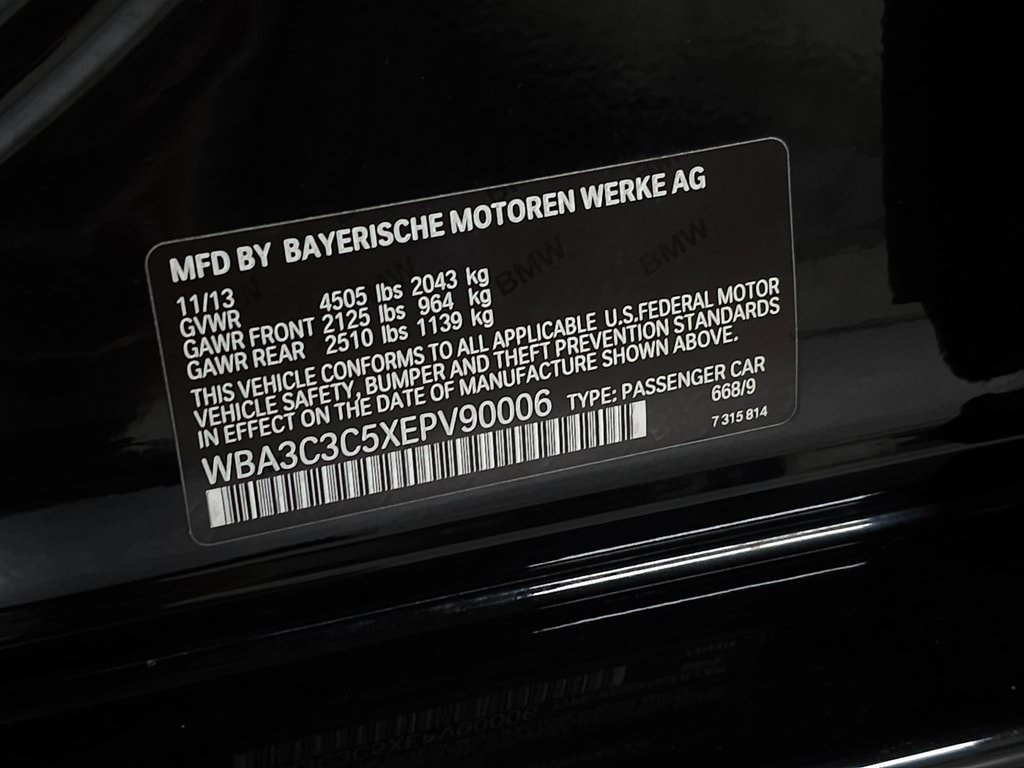 MFD BY BAYERISCHE MOTOREN WERKE AG
11/13
GVWR 4505 lbs 2043 kg
GAWR FRONT 2125 lbs 964 kg
GAWR REAR 2510 lbs 1139 kg
THIS VEHICLE CONFORMS TO ALL APPLICABLE U.S.FEDERAL MOTOR
VEHICLE SAFETY, BUMPER AND THEFT PREVENTION STANDARDS
IN EFFECT ON THE DATE OF MANUFACTURE SHOWN ABOVE.
WBA3C3C5XEPV90006 TYPE: PASSENGER CAR
668/9
7 315 814
BMW
BMW